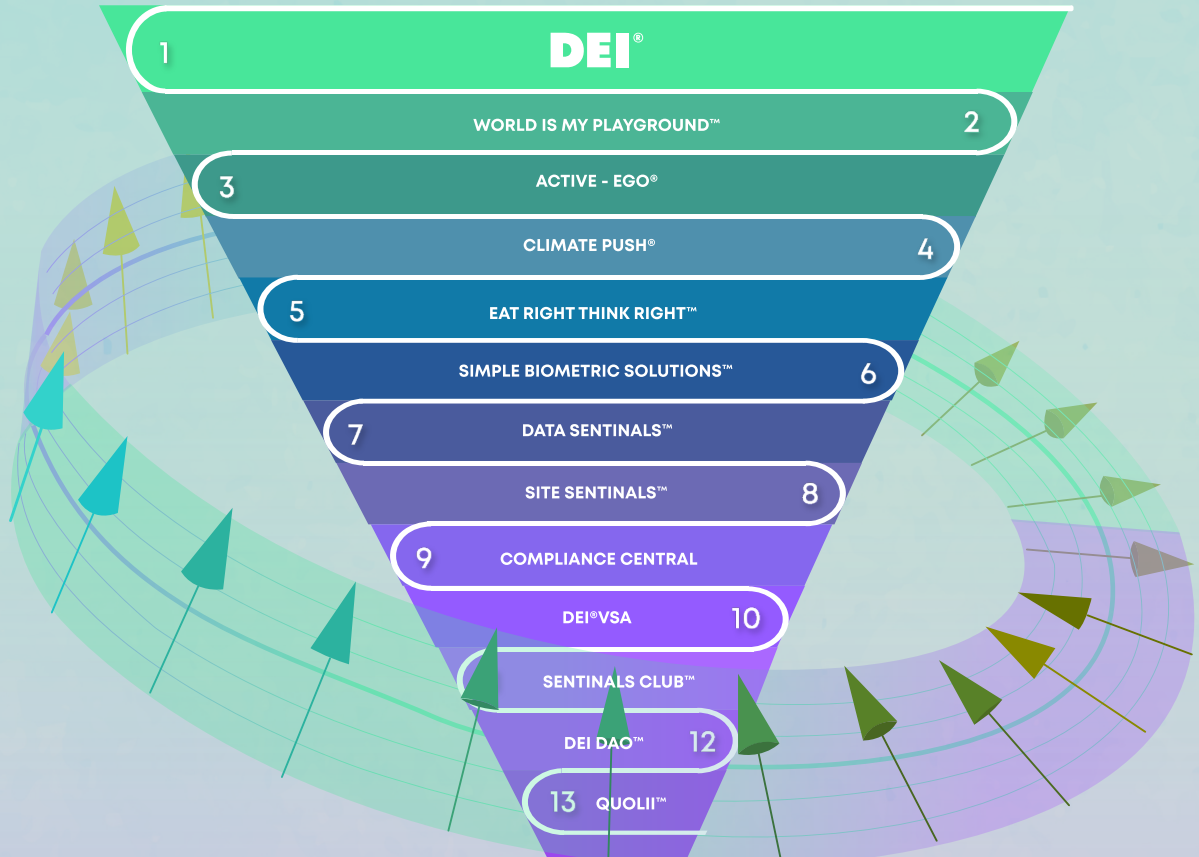 1 DEI®
WORLD IS MY PLAYGROUND™ 2
3 ACTIVE - EGO®
CLIMATE PUSH® 4
5 EAT RIGHT THINK RIGHT™
SIMPLE BIOMETRIC SOLUTIONS™ 6
7 DATA SENTINALS™
SITE SENTINALS™ 8
9 COMPLIANCE CENTRAL
DEI®VSA 10
SENTINALS CLUB™
DEI DAO™ 12
13 QUOLII™